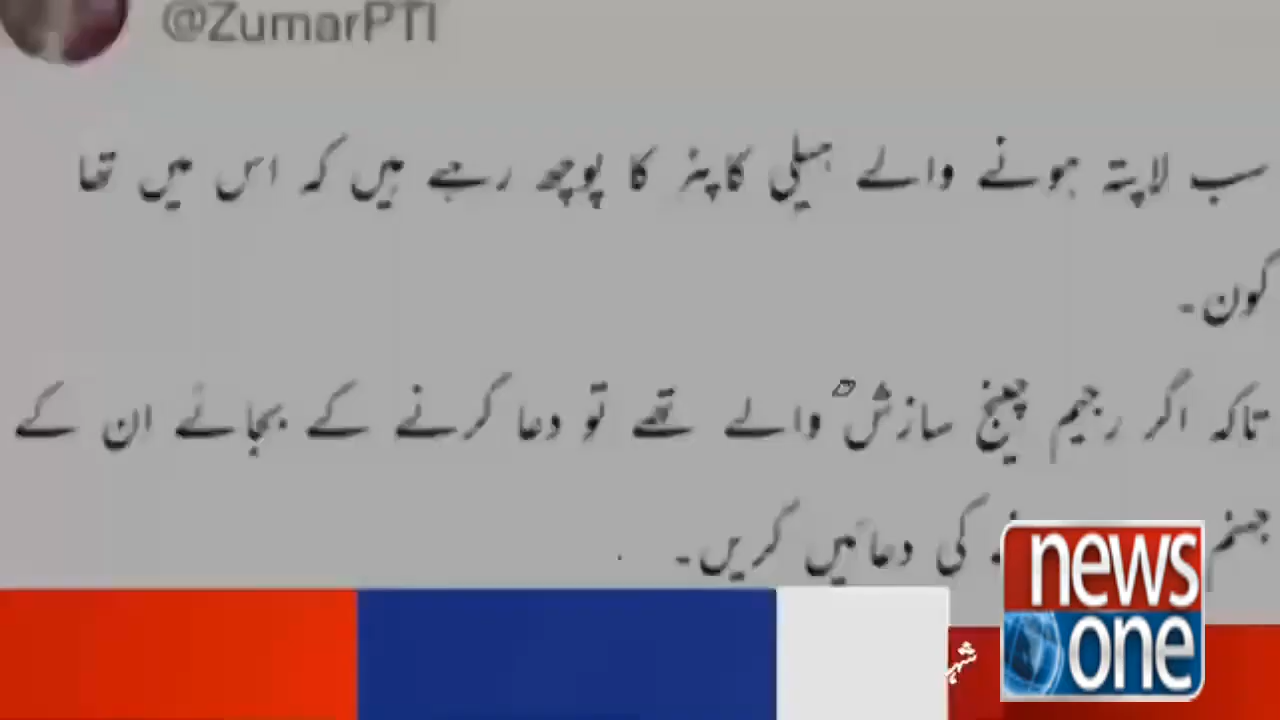 @ZumarPTI
سب لاپتہ ہونے والے ہیلی کاپٹر کا پوچھ رہے ہیں کہ اس میں تھا
کون۔
تاکہ اگر رجیم چینج سازش والے تھے تو دعا کرنے کے بجائے ان کے
جہنم کی دعائیں کریں۔
news
one